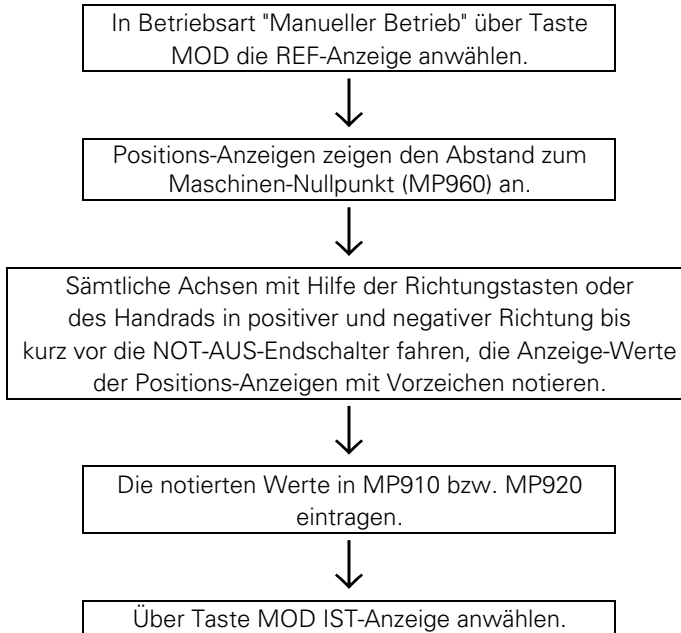 In Betriebsart "Manueller Betrieb" über Taste
MOD die REF-Anzeige anwählen.
Positions-Anzeigen zeigen den Abstand zum
Maschinen-Nullpunkt (MP960) an.
Sämtliche Achsen mit Hilfe der Richtungstasten oder
des Handrads in positiver und negativer Richtung bis
kurz vor die NOT-AUS-Endschalter fahren, die Anzeige-Werte
der Positions-Anzeigen mit Vorzeichen notieren.
Die notierten Werte in MP910 bzw. MP920
eintragen.
Über Taste MOD IST-Anzeige anwählen.